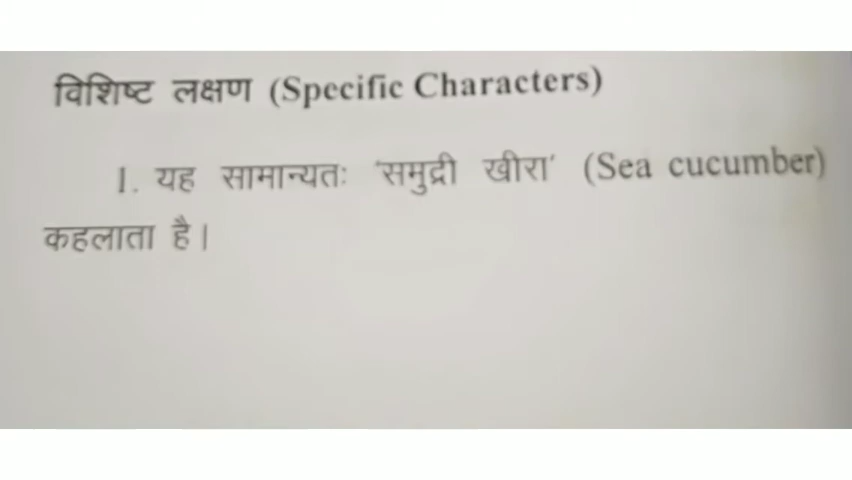 विशिष्ट लक्षण (Specific Characters)
1. यह सामान्यतः 'समुद्री खीरा' (Sea cucumber)
कहलाता है।